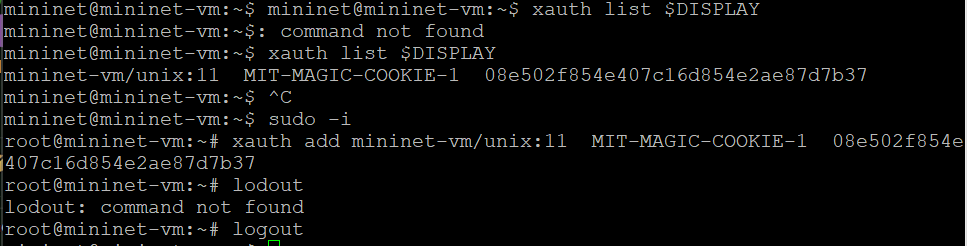 mininet@mininet-vm:~$ mininet@mininet-vm:~$ xauth list $DISPLAY
mininet@mininet-vm:~$: command not found
mininet@mininet-vm:~$ xauth list $DISPLAY
mininet-vm/unix:11  MIT-MAGIC-COOKIE-1  08e502f854e407c16d854e2ae87d7b37
mininet@mininet-vm:~$ ^C
mininet@mininet-vm:~$ sudo -i
root@mininet-vm:~# xauth add mininet-vm/unix:11  MIT-MAGIC-COOKIE-1  08e502f854e
407c16d854e2ae87d7b37
root@mininet-vm:~# lodout
lodout: command not found
root@mininet-vm:~# logout
mininet@mininet-vm:~$